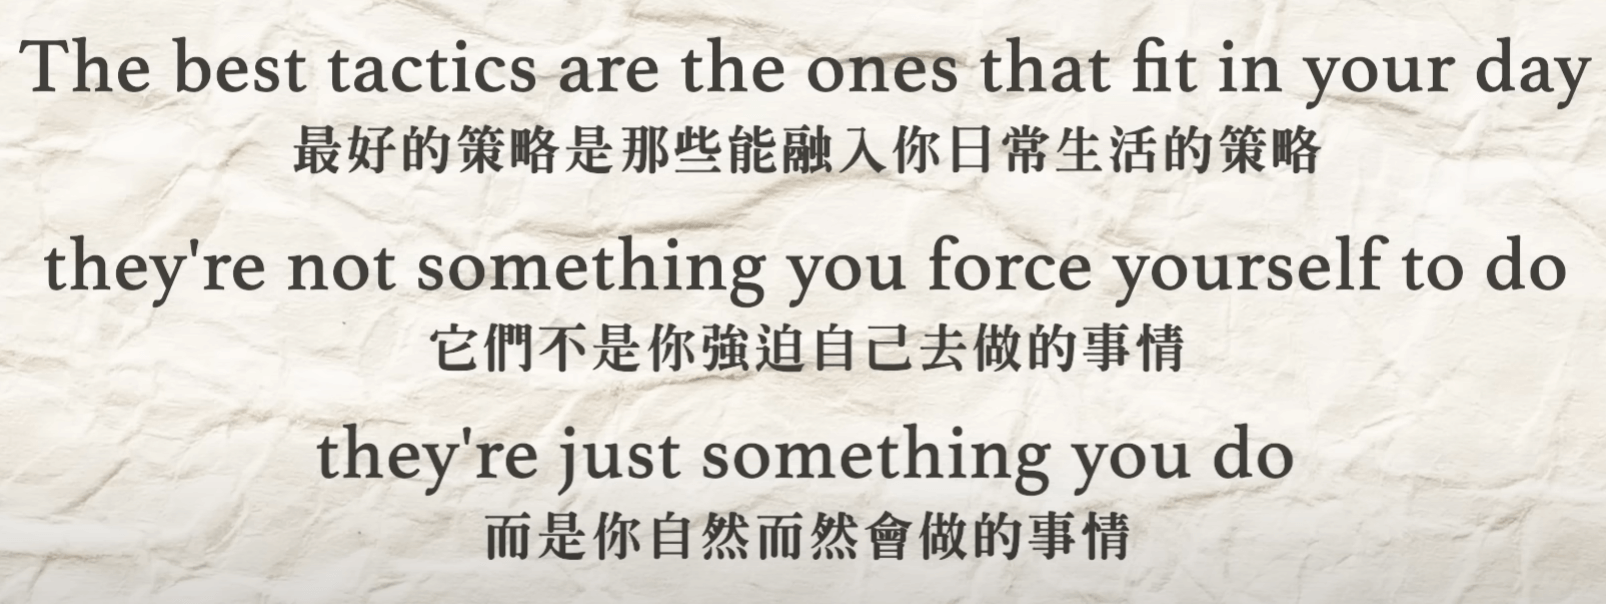 The best tactics are the ones that fit in your day
最好的策略是那些能融入你日常生活的策略
they're not something you force yourself to do
它們不是你強迫自己去做的事情
they're just something you do
而是你自然而然會做的事情